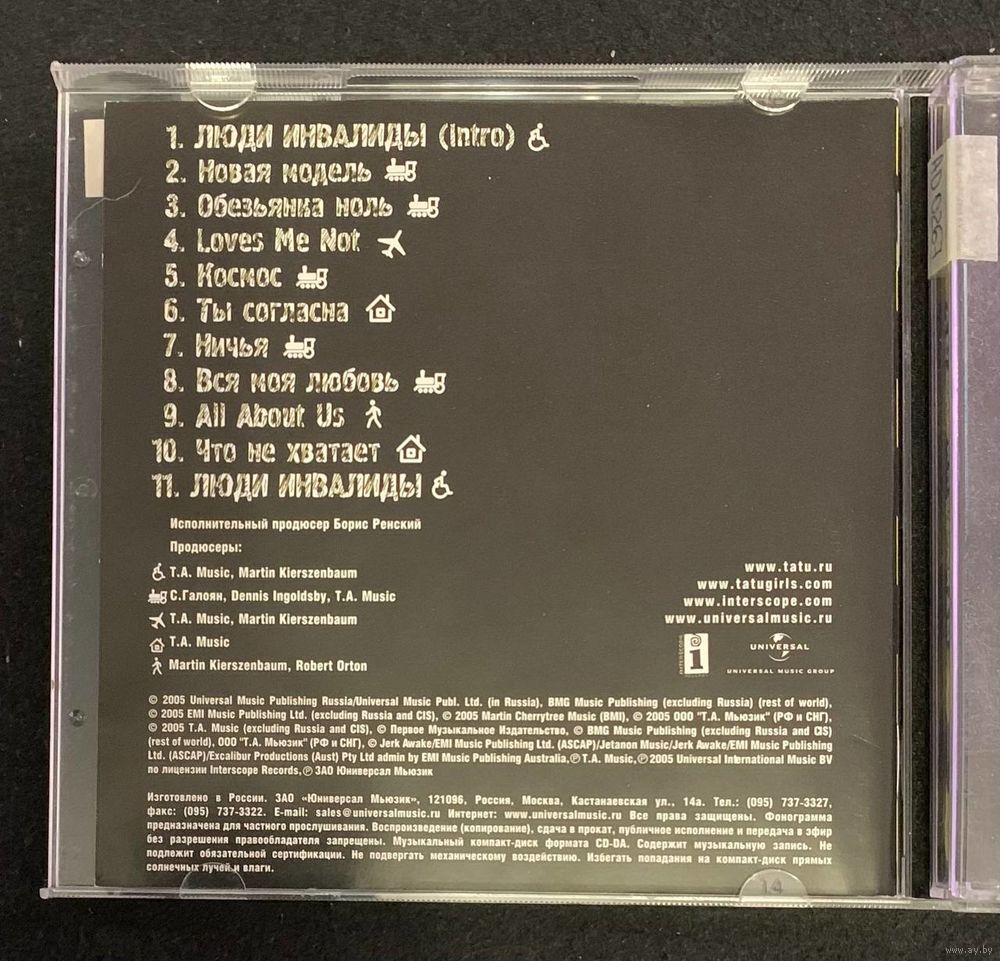 1. ЛЮДИ ИНВАЛИДЫ (intro)
2. Новая модель
3. Обезьянка ноль
4. Loves Me Not
5. Космос
6. Ты согласна
7. Ничья
8. Вся моя любовь
9. All About Us
10. Что не хватает
11. ЛЮДИ ИНВАЛИДЫ
Исполнительный продюсер Борис Ренский
Продюсеры:
T.A. Music, Martin Kierszenbaum
С.Галоян, Dennis Ingoldsby, T.A. Music
T.A. Music, Martin Kierszenbaum
T.A. Music
Martin Kierszenbaum, Robert Orton
www.tatu.ru
www.tatugirls.com
www.interscope.com
www.universalmusic.ru
INTERSCOPE
i
UNIVERSAL
UNIVERSAL MUSIC GROUP
© 2005 Universal Music Publishing Russia/Universal Music Publ. Ltd. (in Russia), BMG Music Publishing (excluding Russia) (rest of world),
© 2005 EMI Music Publishing Ltd. (excluding Russia and CIS), © 2005 Martin Cherrytree Music (BMI), © 2005 ООО "Т.А. Мьюзик" (РФ и СНГ),
© 2005 T.A. Music (excluding Russia and CIS), © Первое Музыкальное Издательство, © BMG Music Publishing (excluding Russia and CIS)
(rest of world), ООО "Т.А. Мьюзик" (РФ и СНГ), © Jerk Awake/EMI Music Publishing Ltd. (ASCAP)/Jetanon Music/Jerk Awake/EMI Music Publishing
Ltd. (ASCAP)/Excalibur Productions (Aust) Pty Ltd admin by EMI Music Publishing Australia,℗ T.A. Music,℗ 2005 Universal International Music BV
по лицензии Interscope Records,℗ ЗАО Юниверсал Мьюзик
Изготовлено в России. ЗАО «Юниверсал Мьюзик», 121096, Россия, Москва, Кастанаевская ул., 14а. Тел.: (095) 737-3327,
факс: (095) 737-3322. E-mail: sales@universalmusic.ru Интернет: www.universalmusic.ru Все права защищены. Фонограмма
предназначена для частного прослушивания. Воспроизведение (копирование), сдача в прокат, публичное исполнение и передача в эфир
без разрешения правообладателя запрещены. Музыкальный компакт-диск формата CD-DA. Содержит музыкальную запись. Не
подлежит обязательной сертификации. Не подвергать механическому воздействию. Избегать попадания на компакт-диск прямых
солнечных лучей и влаги.
14
www.ay.by